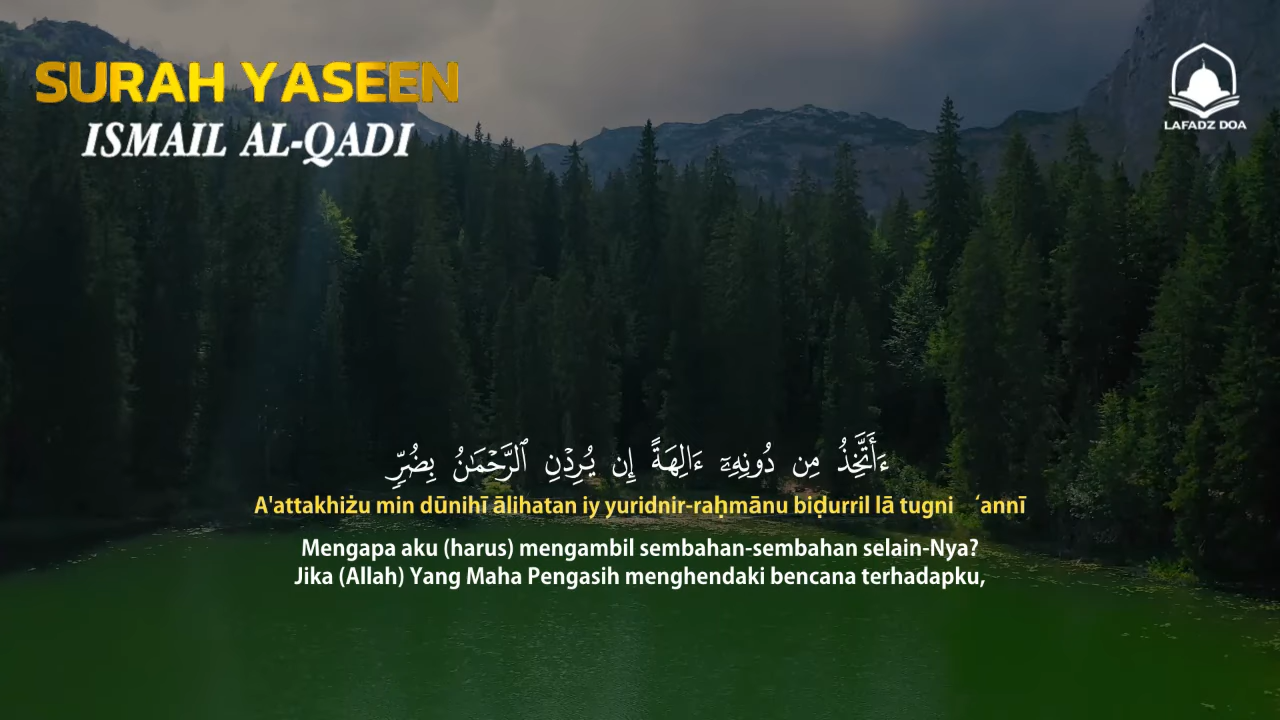 SURAH YASEEN
ISMAIL AL-QADI
LAFADZ DOA
ءَأَتَّخِذُ مِن دُونِهِۦٓ ءَالِهَةً إِن يُرِدْنِ ٱلرَّحْمَـٰنُ بِضُرٍّ
A'attakhiżu min dūnihī ālihatan iy yuridnir-raḥmānu biḍurril lā tugni ‘annī
Mengapa aku (harus) mengambil sembahan-sembahan selain-Nya?
Jika (Allah) Yang Maha Pengasih menghendaki bencana terhadapku,